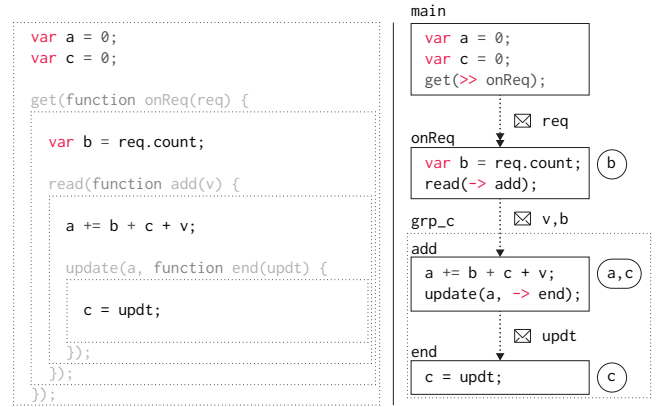 var a = 0;
var c = 0;
get(function onReq(req) {
var b = req.count;
read(function add(v) {
a += b + c + v;
update(a, function end(updt) {
c = updt;
});
});
});
main
var a = 0;
var c = 0;
get(>> onReq);
req
onReq
var b = req.count;
read(-> add);
b
grp_c
v,b
add
a += b + c + v;
update(a, -> end);
a,c
updt
end
c = updt;
c